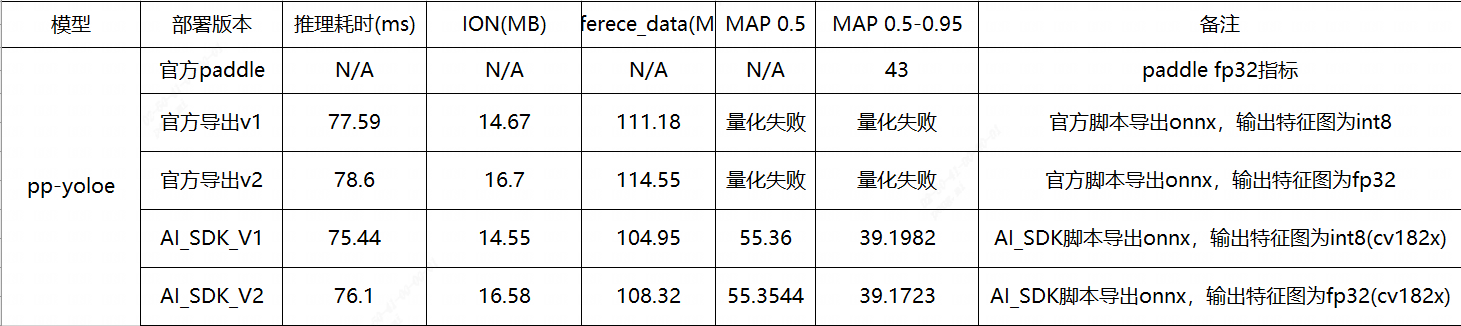 模型 部署版本 推理耗时(ms) ION(MB) ferece_data(M MAP 0.5 MAP 0.5-0.95 备注
官方paddle N/A N/A N/A N/A 43 paddle fp32指标
官方导出v1 77.59 14.67 111.18 量化失败 量化失败 官方脚本导出onnx，输出特征图为int8
pp-yoloe 官方导出v2 78.6 16.7 114.55 量化失败 量化失败 官方脚本导出onnx，输出特征图为fp32
AI_SDK_V1 75.44 14.55 104.95 55.36 39.1982 AI_SDK脚本导出onnx，输出特征图为int8(cv182x)
AI_SDK_V2 76.1 16.58 108.32 55.3544 39.1723 AI_SDK脚本导出onnx，输出特征图为fp32(cv182x)